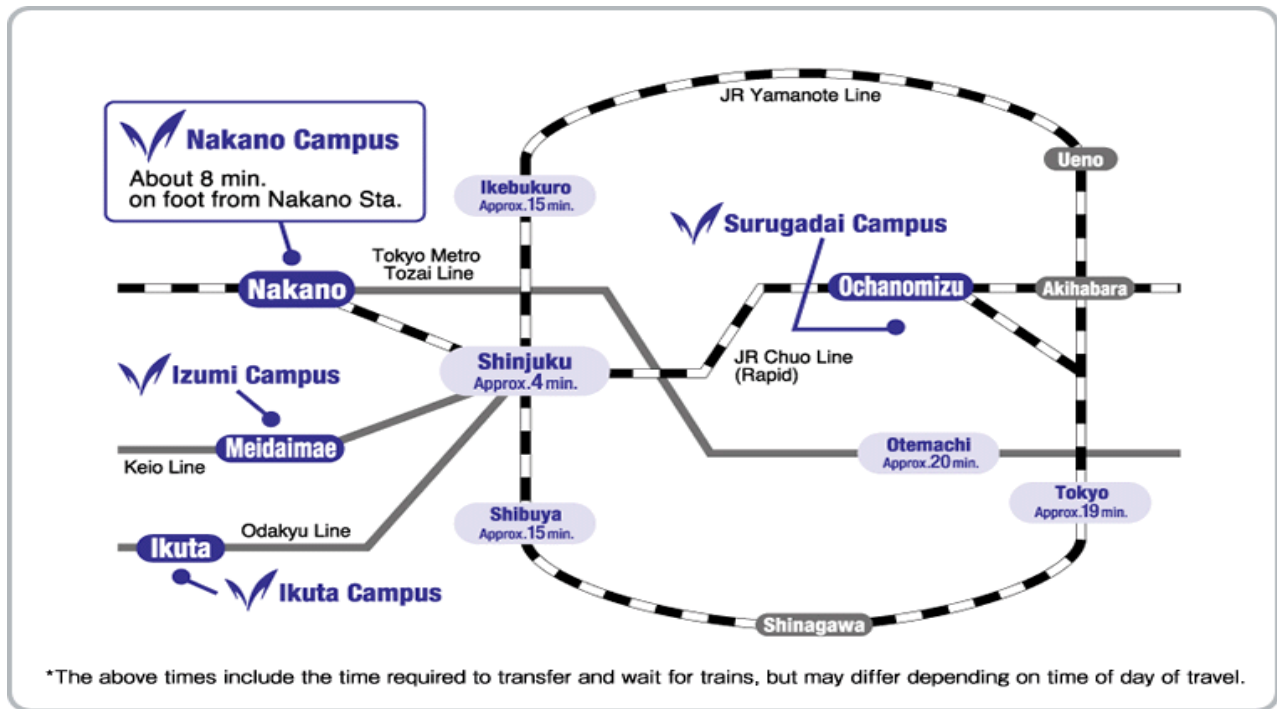 JR Yamanote Line
Nakano Campus
About 8 min.
on foot from Nakano Sta.
Ueno
Ikebukuro
Approx.15 min.
Surugadai Campus
Tokyo Metro
Tozai Line
Nakano
Ochanomizu
Akihabara
Shinjuku
Approx.4 min.
JR Chuo Line
(Rapid)
Izumi Campus
Meidaimae
Keio Line
Otemachi
Approx.20 min.
Tokyo
Approx.19 min.
Shibuya
Approx.15 min.
Odakyu Line
Ikuta
Ikuta Campus
Shinagawa
*The above times include the time required to transfer and wait for trains, but may differ depending on time of day of travel.